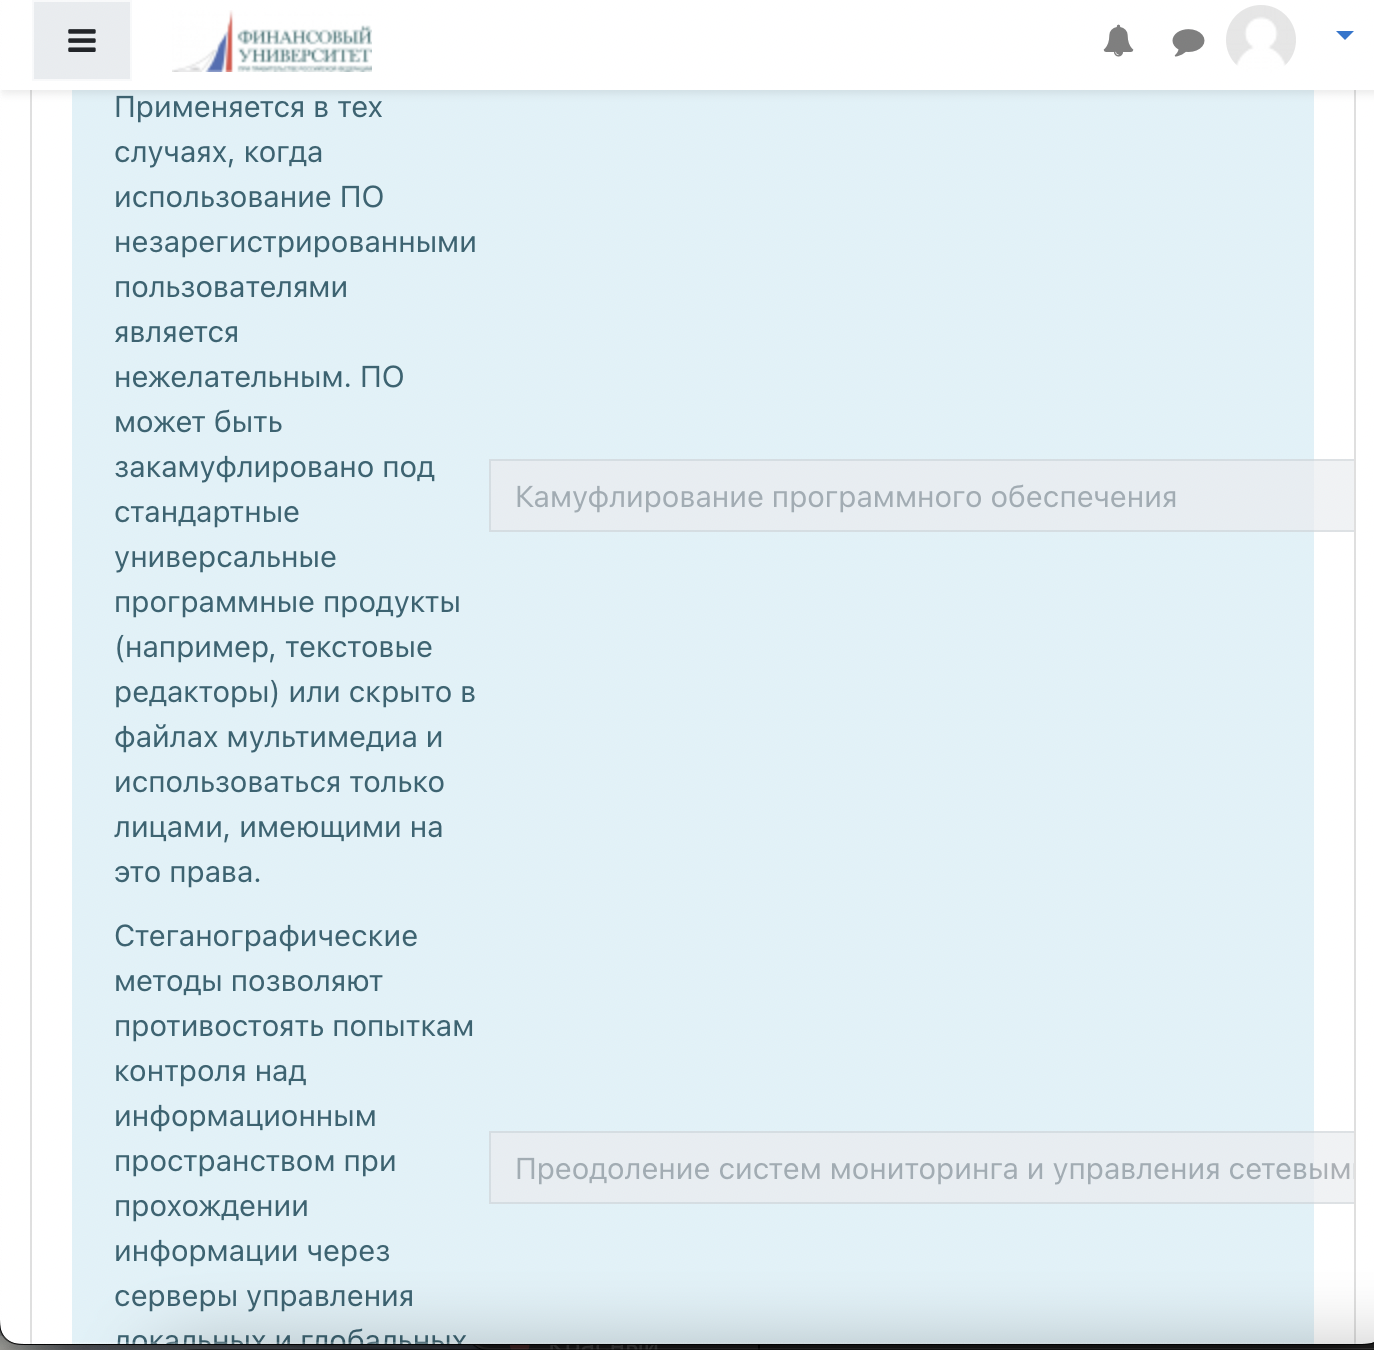 ФИНАНСОВЫЙ
УНИВЕРСИТЕТ
Применяется в тех
случаях, когда
использование ПО
незарегистрированными
пользователями
является
нежелательным. ПО
может быть
закамуфлировано под
стандартные
универсальные
программные продукты
(например, текстовые
редакторы) или скрыто в
файлах мультимедиа и
использоваться только
лицами, имеющими на
это права.
Камуфлирование программного обеспечения
Стеганографические
методы позволяют
противостоять попыткам
контроля над
информационным
пространством при
прохождении
информации через
серверы управления
локальных и глобальных
Преодоление систем мониторинга и управления сетевым